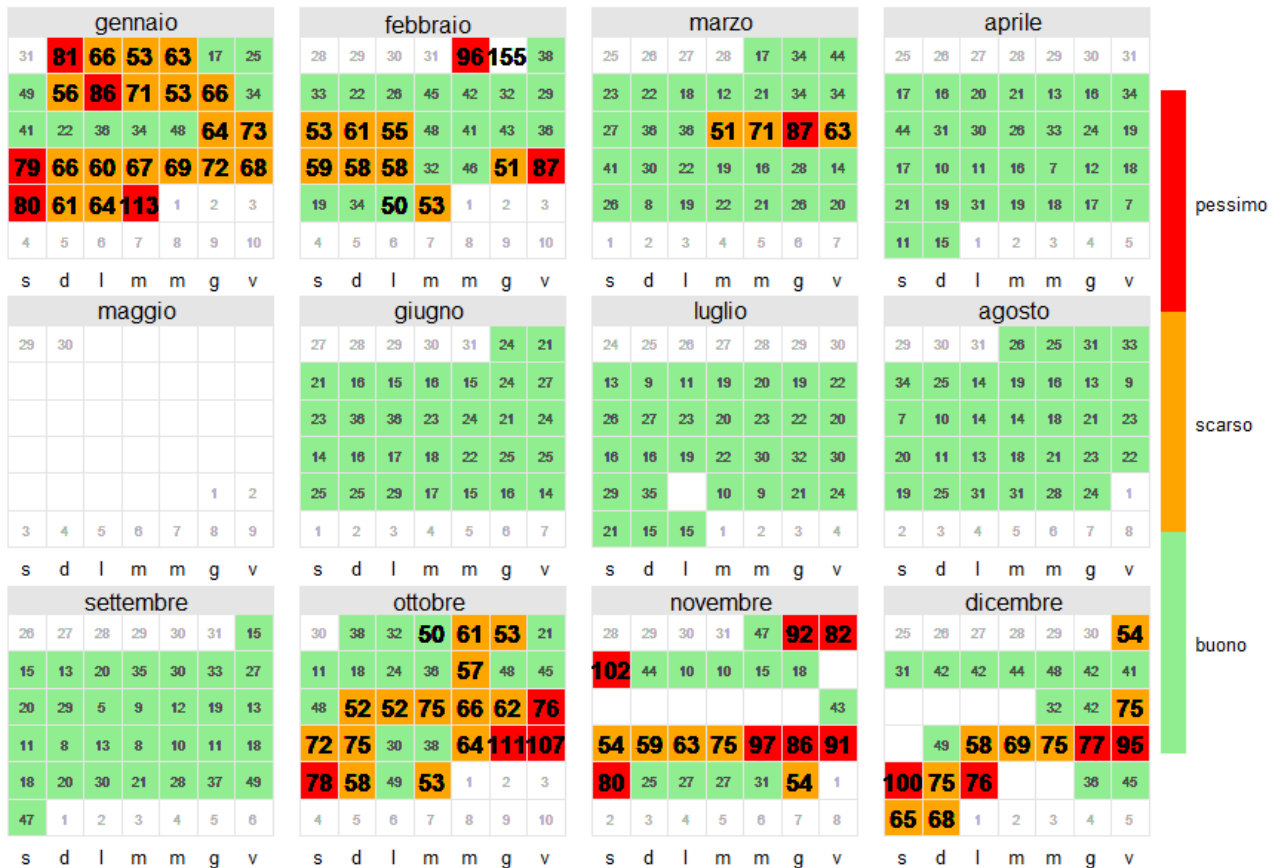 gennaio febbraio marzo aprile
31 81 66 53 63 17 25 28 29 30 31 96 155 38 25 26 27 28 17 34 44 25 26 27 28 29 30 31
49 56 86 71 53 66 34 33 22 26 45 42 32 29 23 22 18 12 21 34 34 17 16 20 21 13 16 34
41 22 36 34 48 64 73 53 61 55 48 41 43 36 27 36 36 51 71 87 63 44 31 30 26 33 24 19
79 66 60 67 69 72 68 59 58 58 32 46 51 87 41 30 22 19 16 28 14 17 10 11 16 7 12 18
80 61 64 113 1 2 3 19 34 50 53 1 2 3 26 8 19 22 21 26 20 21 19 31 19 18 17 7
4 5 6 7 8 9 10 4 5 6 7 8 9 10 1 2 3 4 5 6 7 11 15 1 2 3 4 5
s d l m m g v s d l m m g v s d l m m g v s d l m m g v
maggio giugno luglio agosto
29 30 27 28 29 30 31 24 21 24 25 26 27 28 29 30 29 30 31 26 25 31 33
21 16 15 16 15 24 27 13 9 11 19 20 19 22 34 25 14 19 16 13 9
23 36 36 23 24 21 24 26 27 23 20 23 22 20 7 10 14 14 18 21 23
14 16 17 18 22 25 25 16 16 19 22 30 32 30 20 11 13 18 21 23 22
1 2 25 25 29 17 15 16 14 29 35 10 9 21 24 19 25 31 31 28 24 1
3 4 5 6 7 8 9 1 2 3 4 5 6 7 21 15 15 1 2 3 4 2 3 4 5 6 7 8
s d l m m g v s d l m m g v s d l m m g v s d l m m g v
settembre ottobre novembre dicembre
26 27 28 29 30 31 15 30 38 32 50 61 53 21 28 29 30 31 47 92 82 25 26 27 28 29 30 54
15 13 20 35 30 33 27 11 18 24 36 57 48 45 102 44 10 10 15 18 31 42 42 44 48 42 41
20 29 5 9 12 19 13 48 52 52 75 66 62 76 43 32 42 75
11 8 13 8 10 11 18 72 75 30 38 64 111 107 54 59 63 75 97 86 91 49 58 69 75 77 95
18 20 30 21 28 37 49 78 58 49 53 1 2 3 80 25 27 27 31 54 1 100 75 76 36 45
47 1 2 3 4 5 6 4 5 6 7 8 9 10 2 3 4 5 6 7 8 65 68 1 2 3 4 5
s d l m m g v s d l m m g v s d l m m g v s d l m m g v
pessimo
scarso
buono